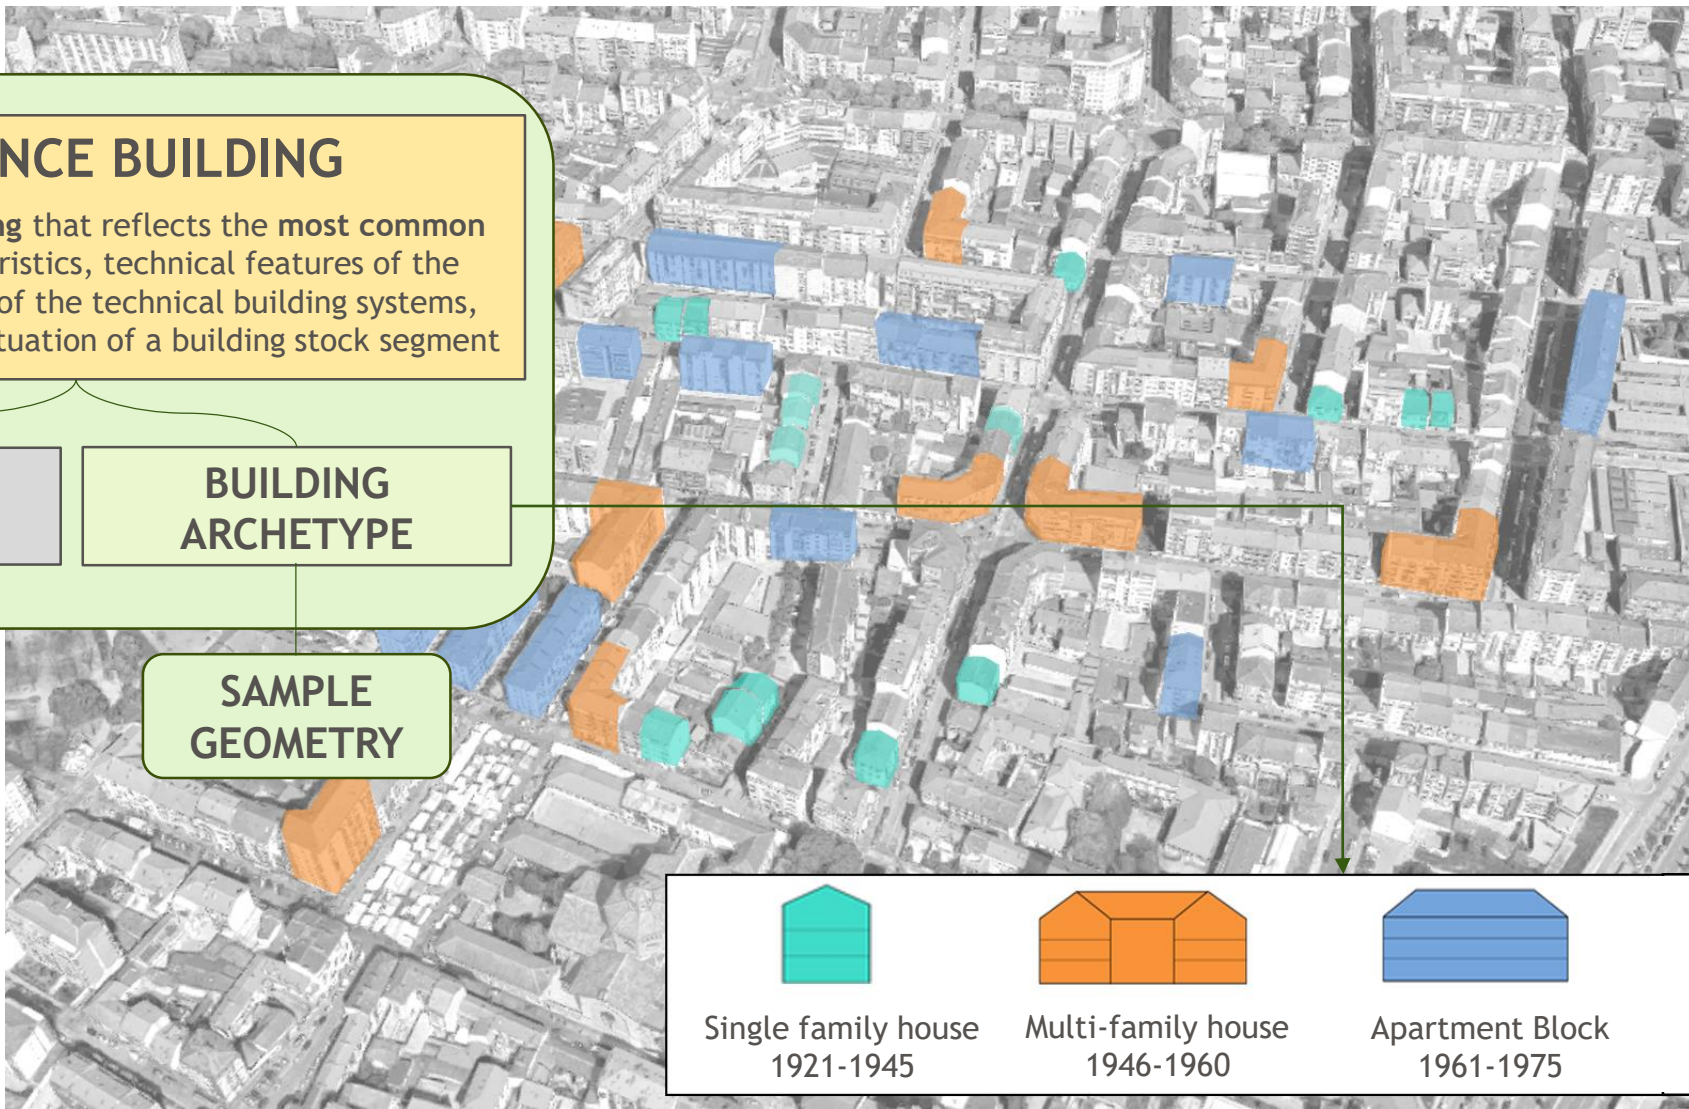 NCE BUILDING
ng that reflects the most common
ristics, technical features of the
of the technical building systems,
tuation of a building stock segment
BUILDING
ARCHETYPE
SAMPLE
GEOMETRY
Single family house
1921-1945
Multi-family house
1946-1960
Apartment Block
1961-1975